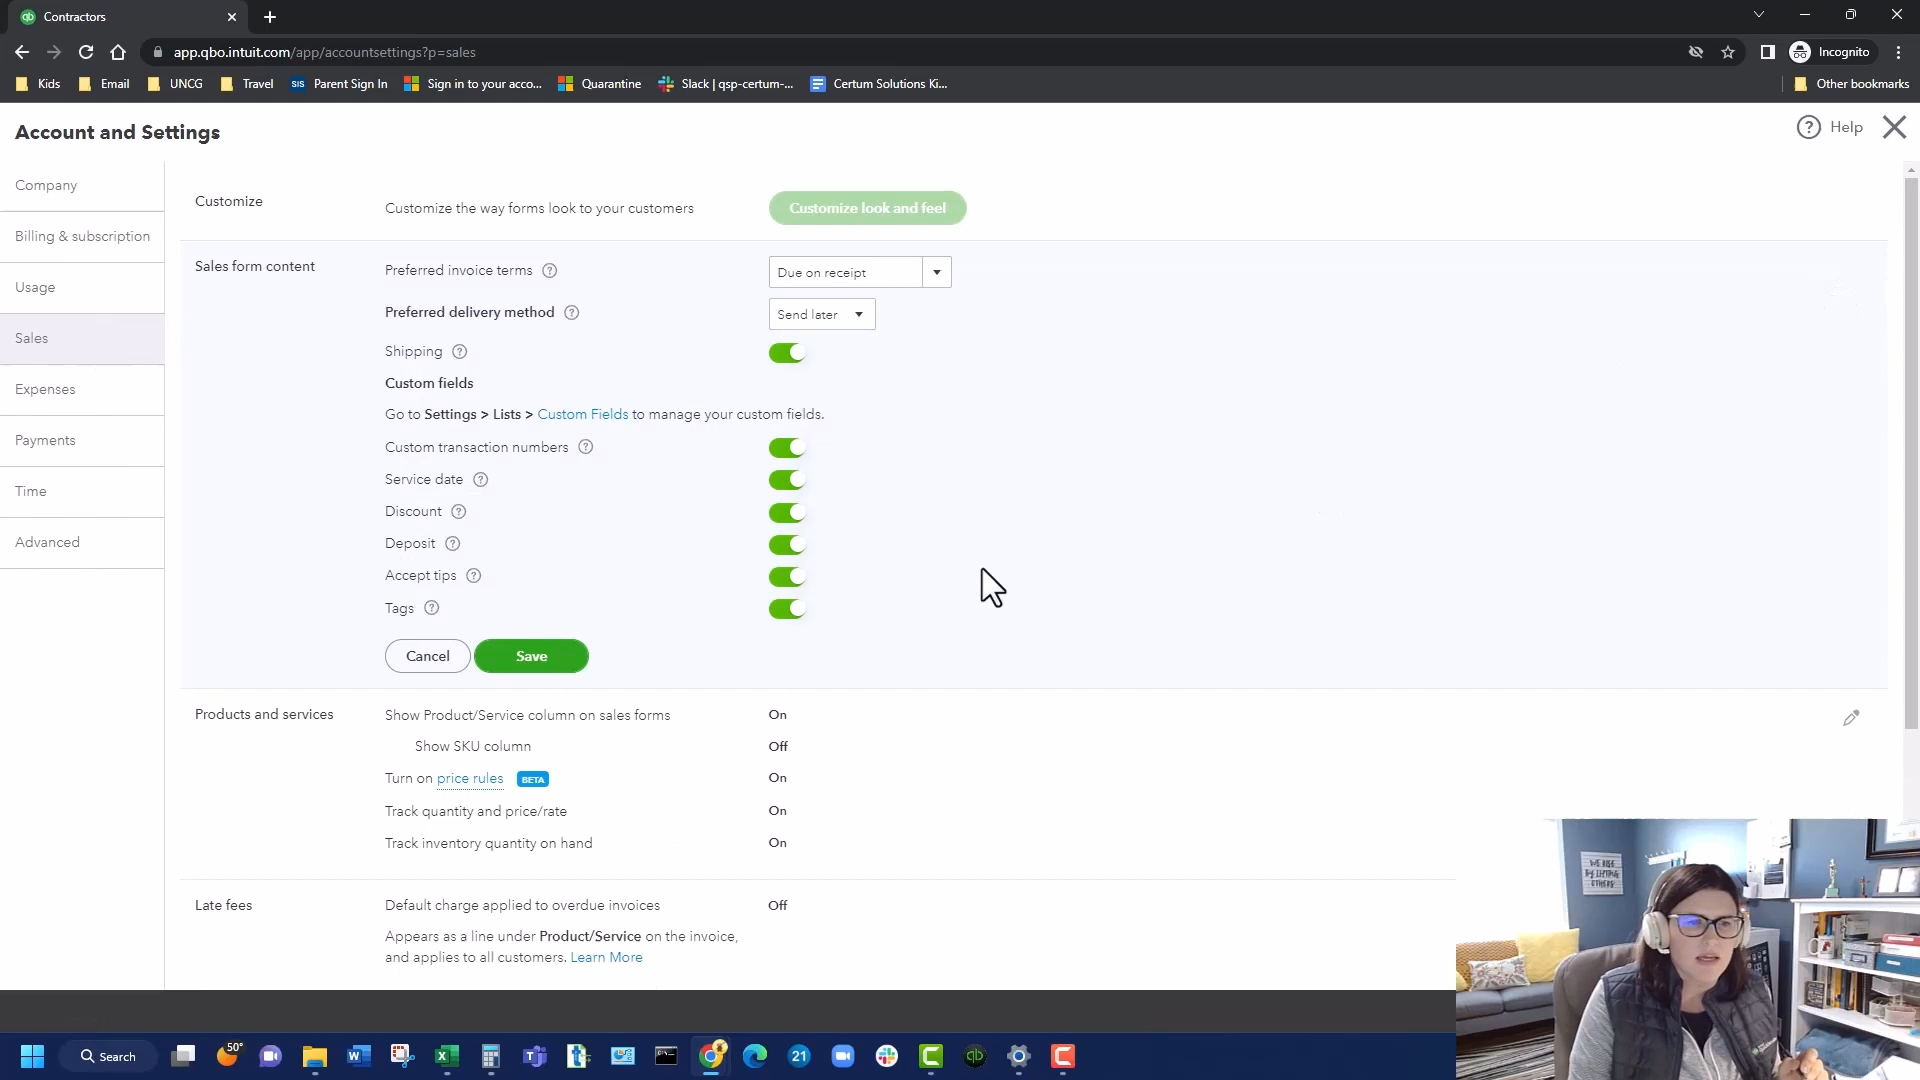 Contractors
app.qbo.intuit.com/app/accountsettings?p=sales
Incognito
Kids
Email
UNCG
Travel
SIS Parent Sign In
Sign in to your acco...
Quarantine
Slack | qsp-certum-...
Certum Solutions Ki...
Other bookmarks
Account and Settings
Help
Company
Billing & subscription
Usage
Sales
Expenses
Payments
Time
Advanced
Customize
Customize the way forms look to your customers
Customize look and feel
Sales form content
Preferred invoice terms ?
Due on receipt
Preferred delivery method ?
Send later
Shipping ?
Custom fields
Go to Settings > Lists > Custom Fields to manage your custom fields.
Custom transaction numbers ?
Service date ?
Discount ?
Deposit ?
Accept tips ?
Tags ?
Cancel
Save
Products and services
Show Product/Service column on sales forms On
Show SKU column Off
Turn on price rules BETA On
Track quantity and price/rate On
Track inventory quantity on hand On
Late fees
Default charge applied to overdue invoices Off
Appears as a line under Product/Service on the invoice,
and applies to all customers. Learn More
WE RISE
BY LIFTING
OTHERS
Search
50°
21